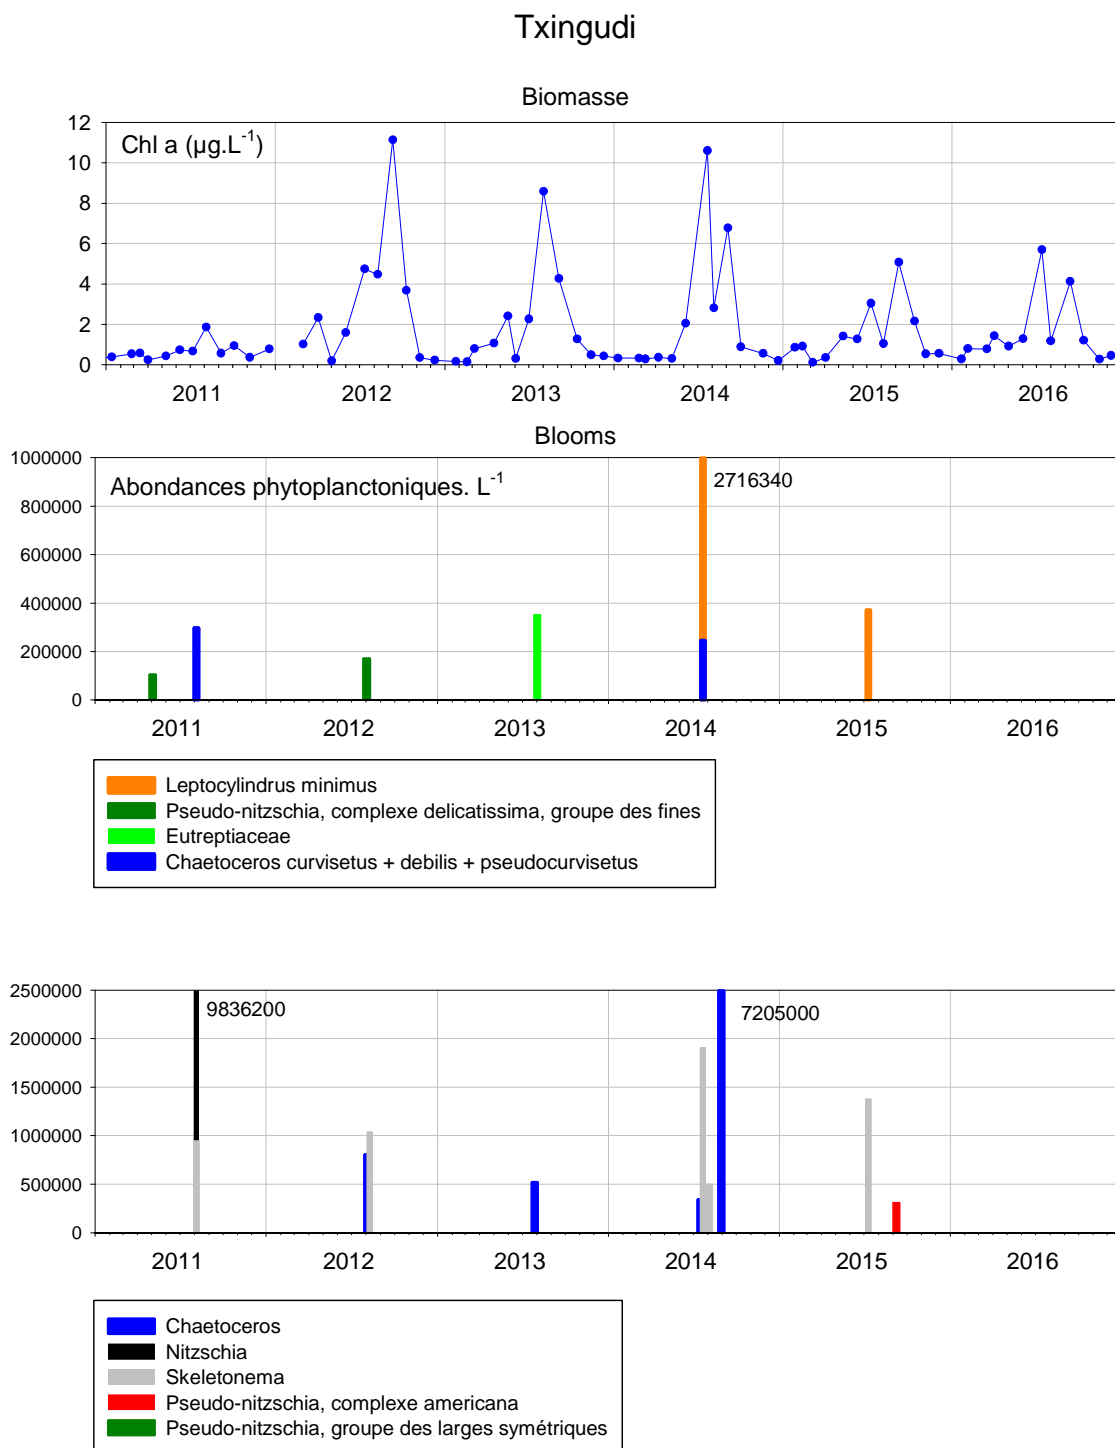 Txingudi
Biomasse
Chl a (µg.L-1)
12
10
8
6
4
2
0
2011 2012 2013 2014 2015 2016
Blooms
Abondances phytoplanctoniques. L-1
2716340
1000000
800000
600000
400000
200000
0
2011 2012 2013 2014 2015 2016
Leptocylindrus minimus
Pseudo-nitzschia, complexe delicatissima, groupe des fines
Eutreptiaceae
Chaetoceros curvisetus + debilis + pseudocurvisetus
9836200 7205000
2500000
2000000
1500000
1000000
500000
0
2011 2012 2013 2014 2015 2016
Chaetoceros
Nitzschia
Skeletonema
Pseudo-nitzschia, complexe americana
Pseudo-nitzschia, groupe des larges symétriques